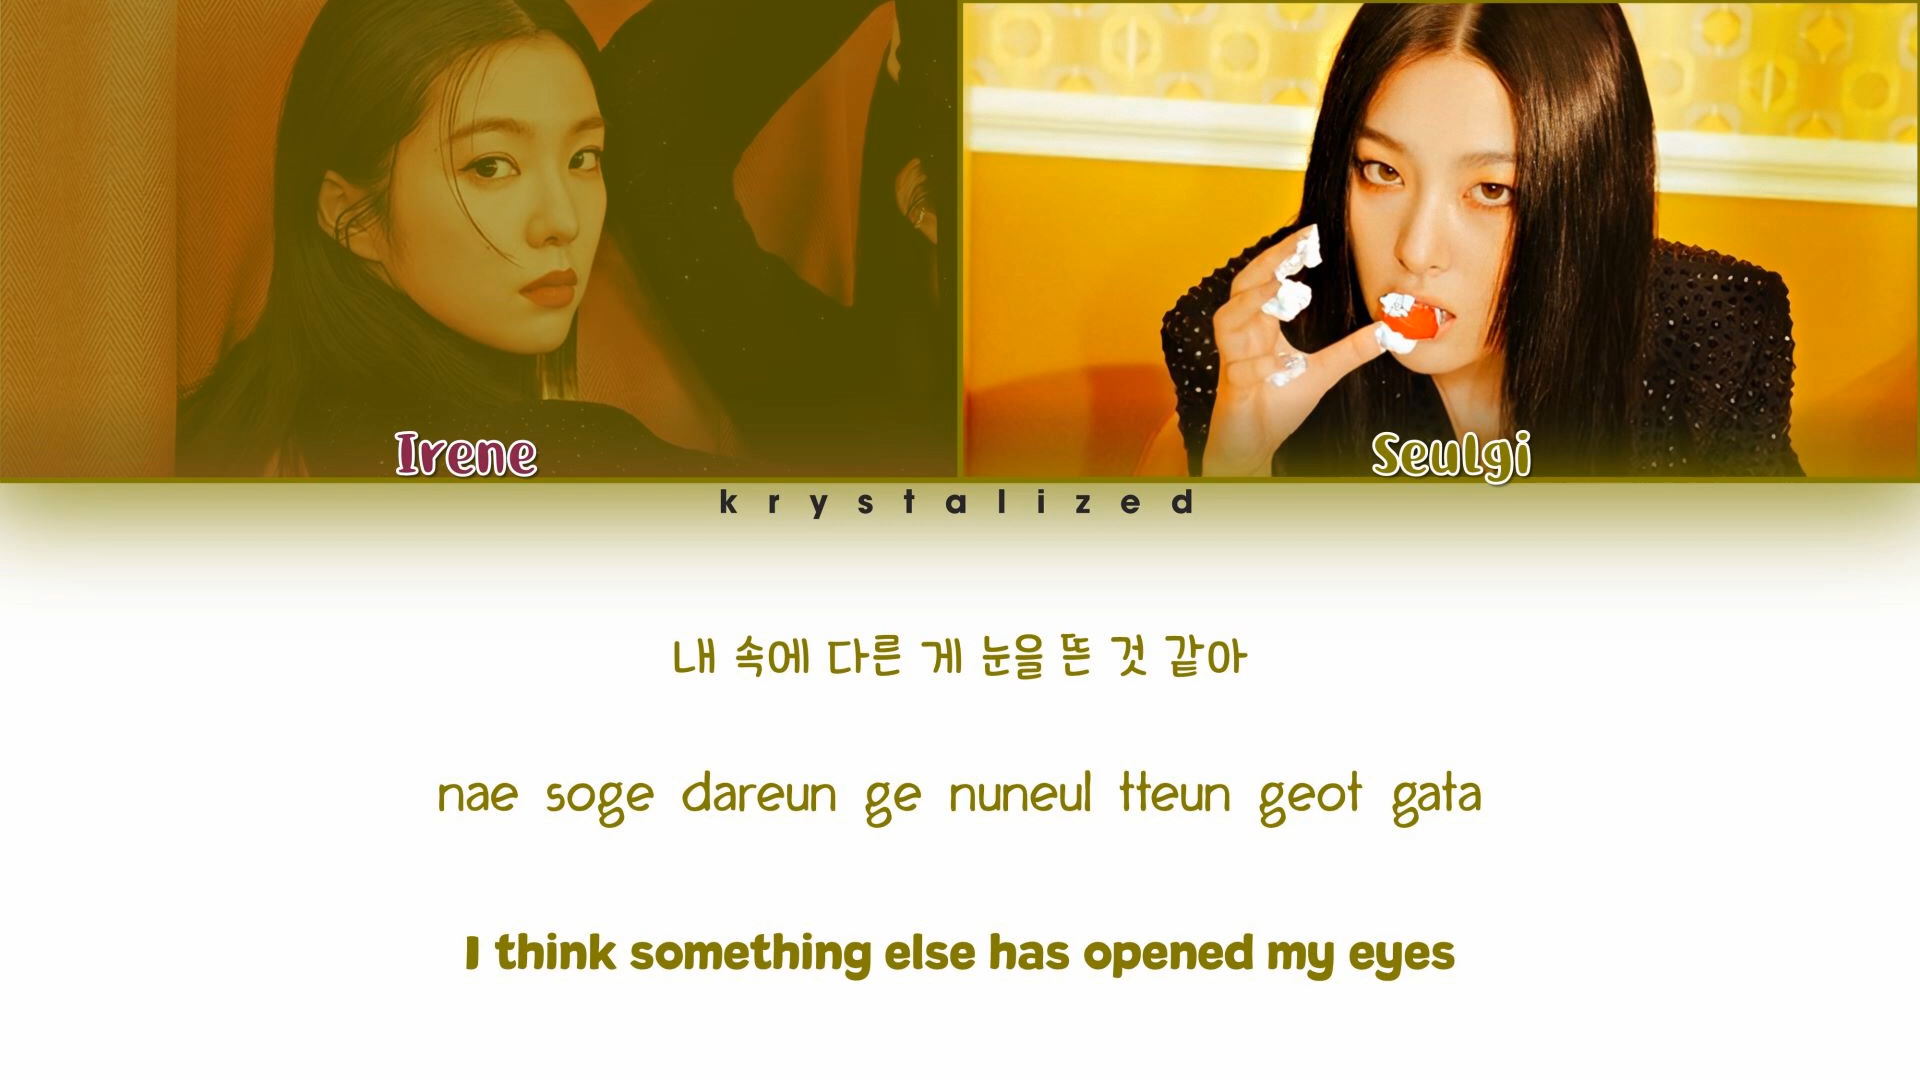 Irene
Seulgi
krystalized
내 속에 다른 게 눈을 뜬 것 같아
nae soge dareun ge nuneul tteun geot gata
I think something else has opened my eyes